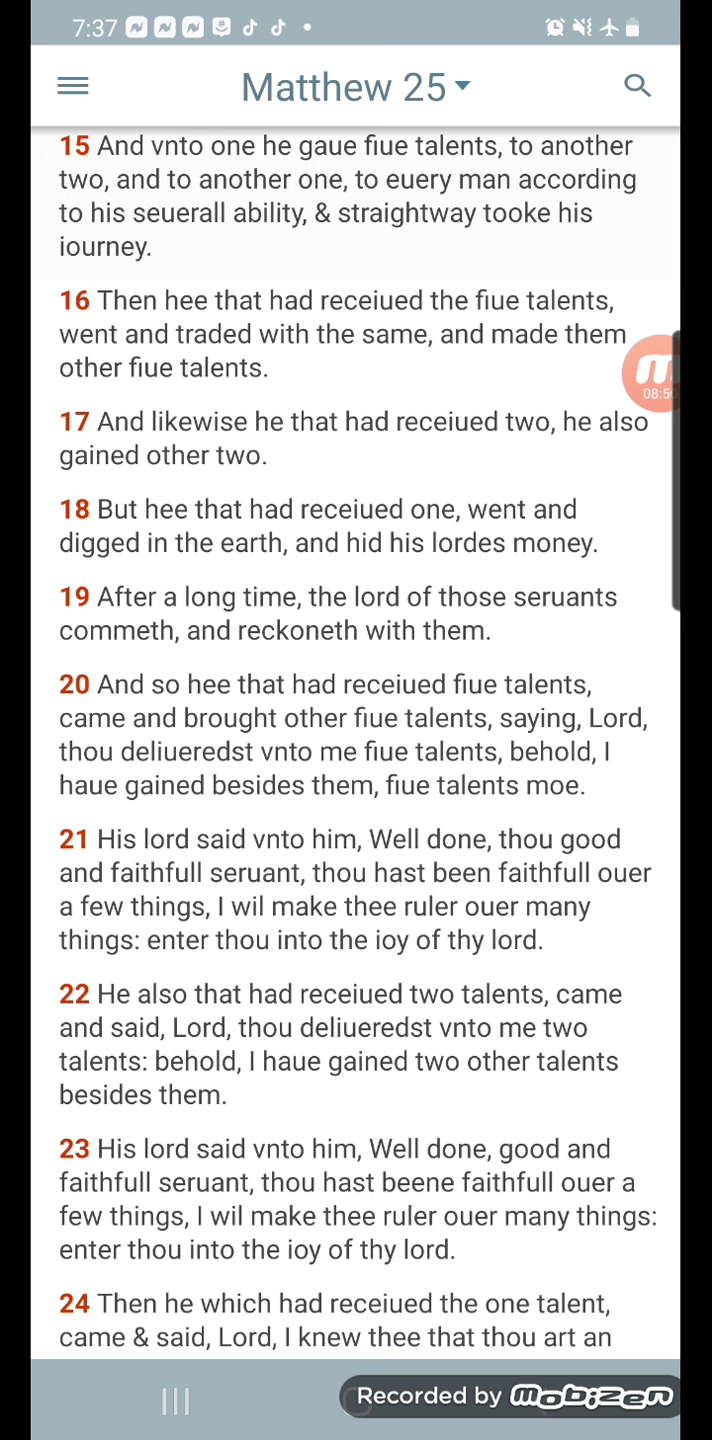 7:37
Matthew 25
15 And vnto one he gaue fiue talents, to another
two, and to another one, to euery man according
to his seuerall ability, & straightway tooke his
iourney.
16 Then hee that had receiued the fiue talents,
went and traded with the same, and made them
other fiue talents.
08:50
17 And likewise he that had receiued two, he also
gained other two.
18 But hee that had receiued one, went and
digged in the earth, and hid his lordes money.
19 After a long time, the lord of those seruants
commeth, and reckoneth with them.
20 And so hee that had receiued fiue talents,
came and brought other fiue talents, saying, Lord,
thou deliueredst vnto me fiue talents, behold, I
haue gained besides them, fiue talents moe.
21 His lord said vnto him, Well done, thou good
and faithfull seruant, thou hast been faithfull ouer
a few things, I wil make thee ruler ouer many
things: enter thou into the ioy of thy lord.
22 He also that had receiued two talents, came
and said, Lord, thou deliueredst vnto me two
talents: behold, I haue gained two other talents
besides them.
23 His lord said vnto him, Well done, good and
faithfull seruant, thou hast beene faithfull ouer a
few things, I wil make thee ruler ouer many things:
enter thou into the ioy of thy lord.
24 Then he which had receiued the one talent,
came & said, Lord, I knew thee that thou art an
Recorded by mobizen